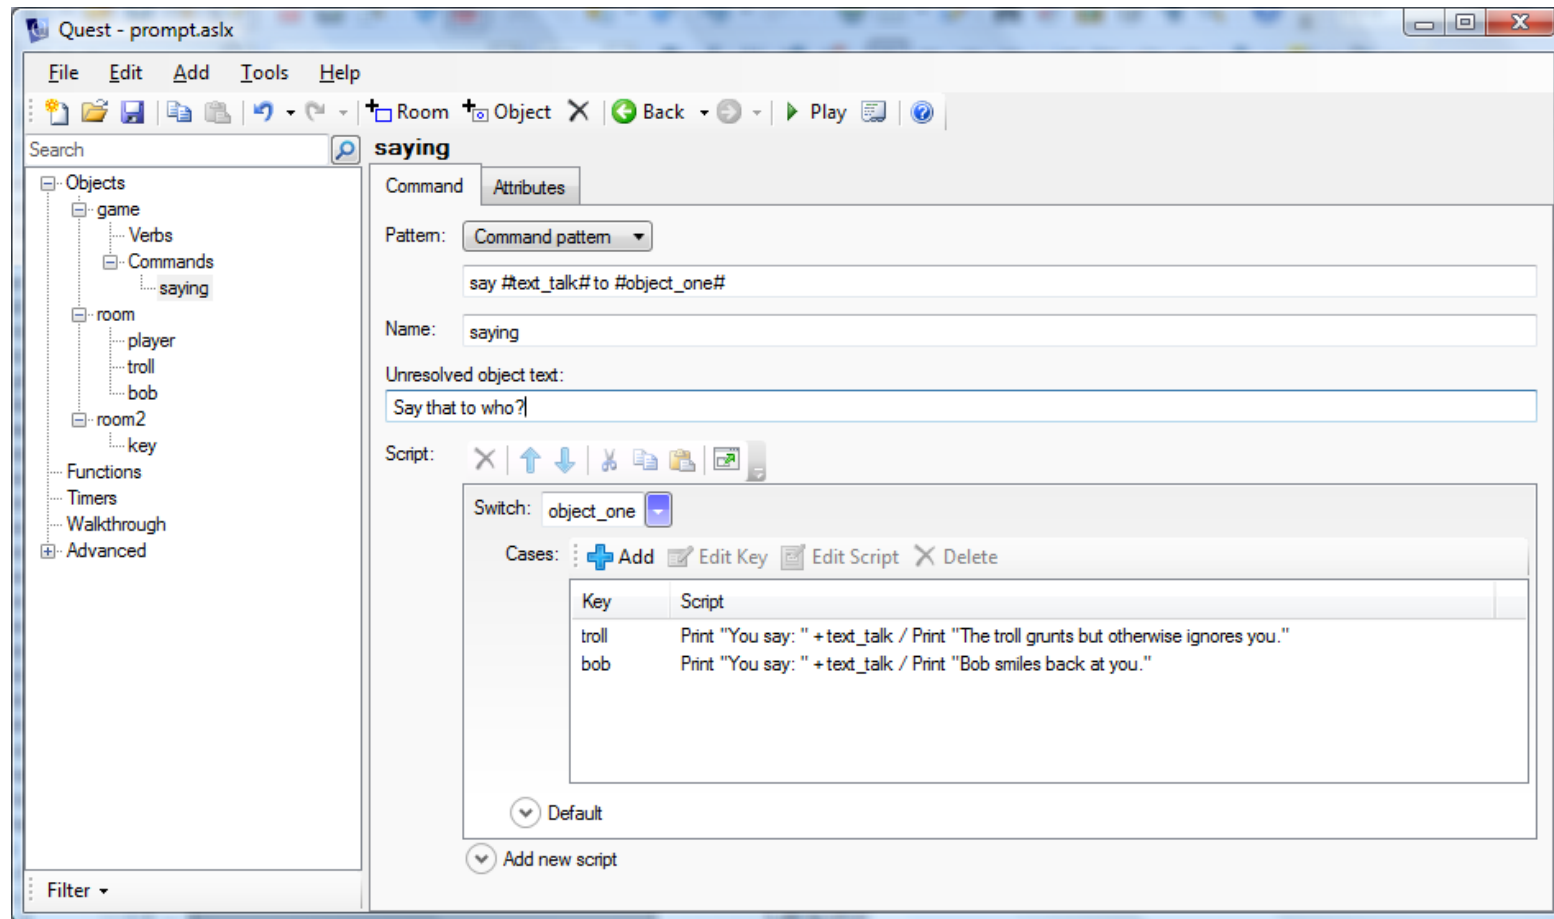 Quest - prompt.aslx
File Edit Add Tools Help
Room Object Back Play
Search
saying
Objects
game
Verbs
Commands
saying
room
player
troll
bob
room2
key
Functions
Timers
Walkthrough
Advanced
Filter
Command Attributes
Pattern: Command pattern
say #text_talk# to #object_one#
Name: saying
Unresolved object text:
Say that to who?
Script:
Switch: object_one
Cases: Add Edit Key Edit Script Delete
Key Script
troll Print "You say: " + text_talk / Print "The troll grunts but otherwise ignores you."
bob Print "You say: " + text_talk / Print "Bob smiles back at you."
Default
Add new script